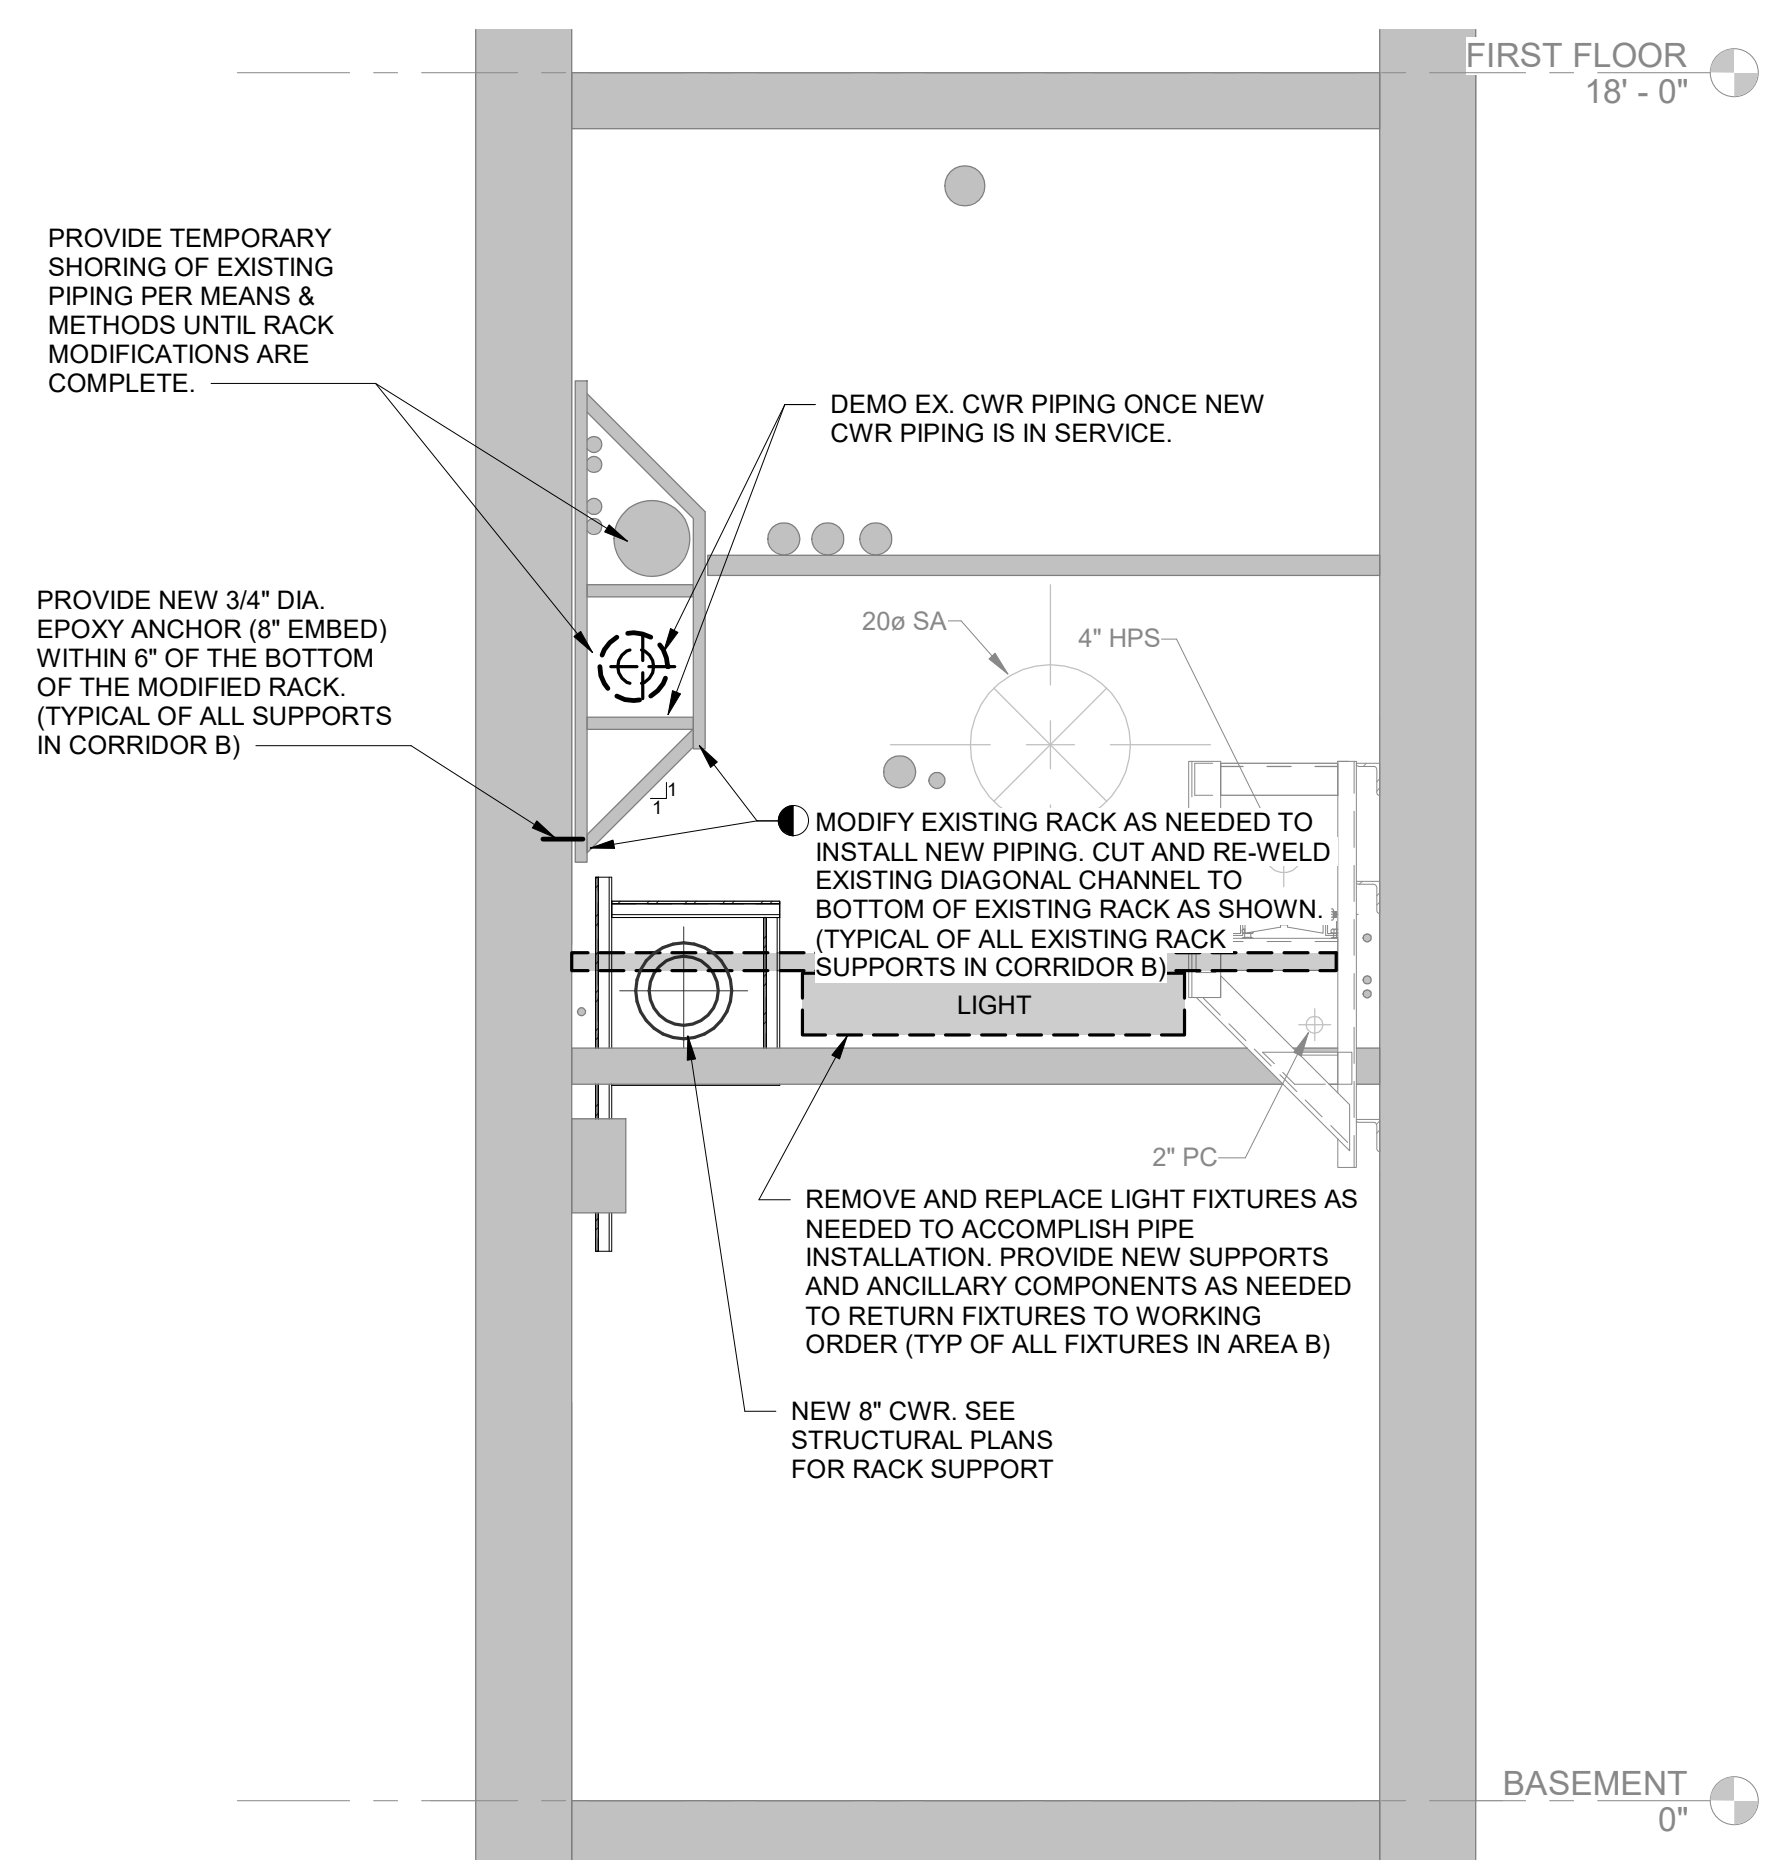 FIRST FLOOR
18' - 0"
PROVIDE TEMPORARY
SHORING OF EXISTING
PIPING PER MEANS &
METHODS UNTIL RACK
MODIFICATIONS ARE
COMPLETE.
DEMO EX. CWR PIPING ONCE NEW
CWR PIPING IS IN SERVICE.
PROVIDE NEW 3/4" DIA.
EPOXY ANCHOR (8" EMBED)
WITHIN 6" OF THE BOTTOM
OF THE MODIFIED RACK.
(TYPICAL OF ALL SUPPORTS
IN CORRIDOR B)
20ø SA
4" HPS
1
1
MODIFY EXISTING RACK AS NEEDED TO
INSTALL NEW PIPING. CUT AND RE-WELD
EXISTING DIAGONAL CHANNEL TO
BOTTOM OF EXISTING RACK AS SHOWN.
(TYPICAL OF ALL EXISTING RACK
SUPPORTS IN CORRIDOR B)
LIGHT
2" PC
REMOVE AND REPLACE LIGHT FIXTURES AS
NEEDED TO ACCOMPLISH PIPE
INSTALLATION. PROVIDE NEW SUPPORTS
AND ANCILLARY COMPONENTS AS NEEDED
TO RETURN FIXTURES TO WORKING
ORDER (TYP OF ALL FIXTURES IN AREA B)
NEW 8" CWR. SEE
STRUCTURAL PLANS
FOR RACK SUPPORT
BASEMENT
0"